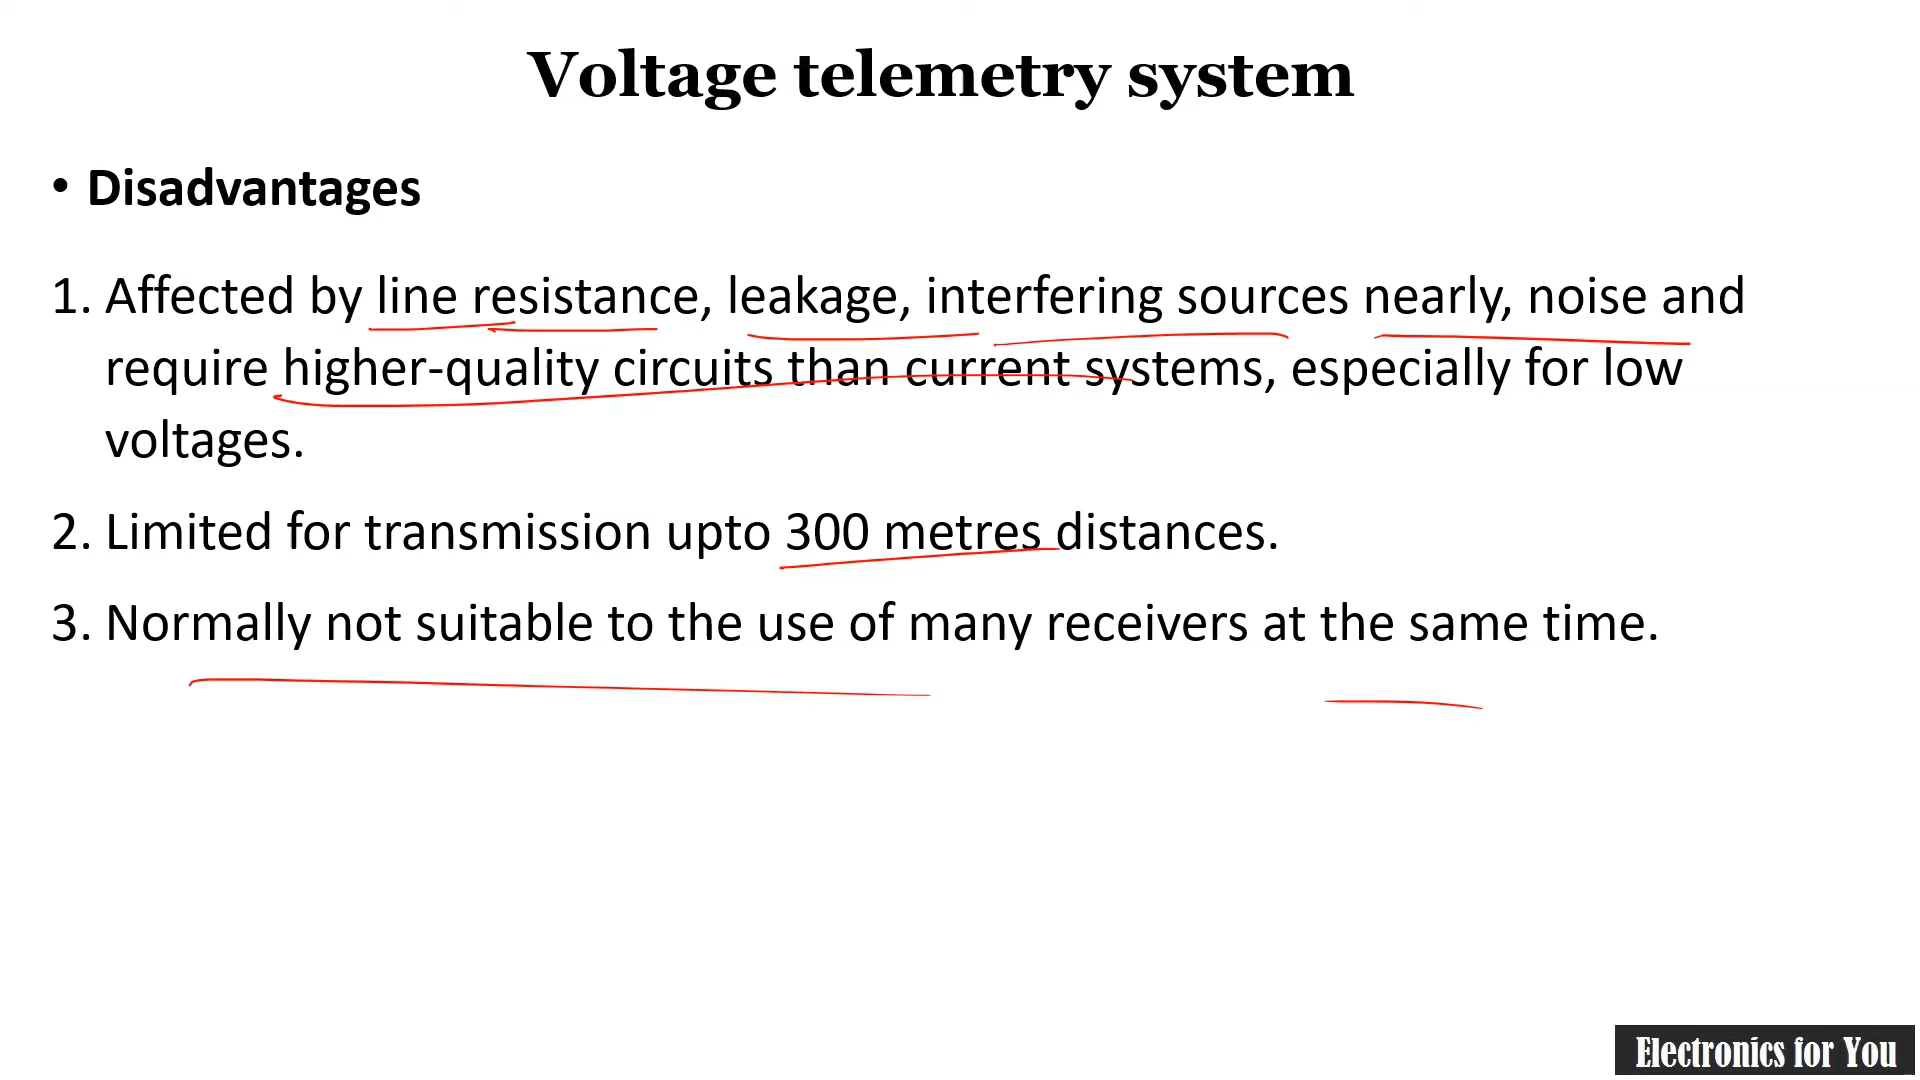 Voltage telemetry system
• Disadvantages
1. Affected by line resistance, leakage, interfering sources nearly, noise and
require higher-quality circuits than current systems, especially for low
voltages.
2. Limited for transmission upto 300 metres distances.
3. Normally not suitable to the use of many receivers at the same time.
Electronics for You